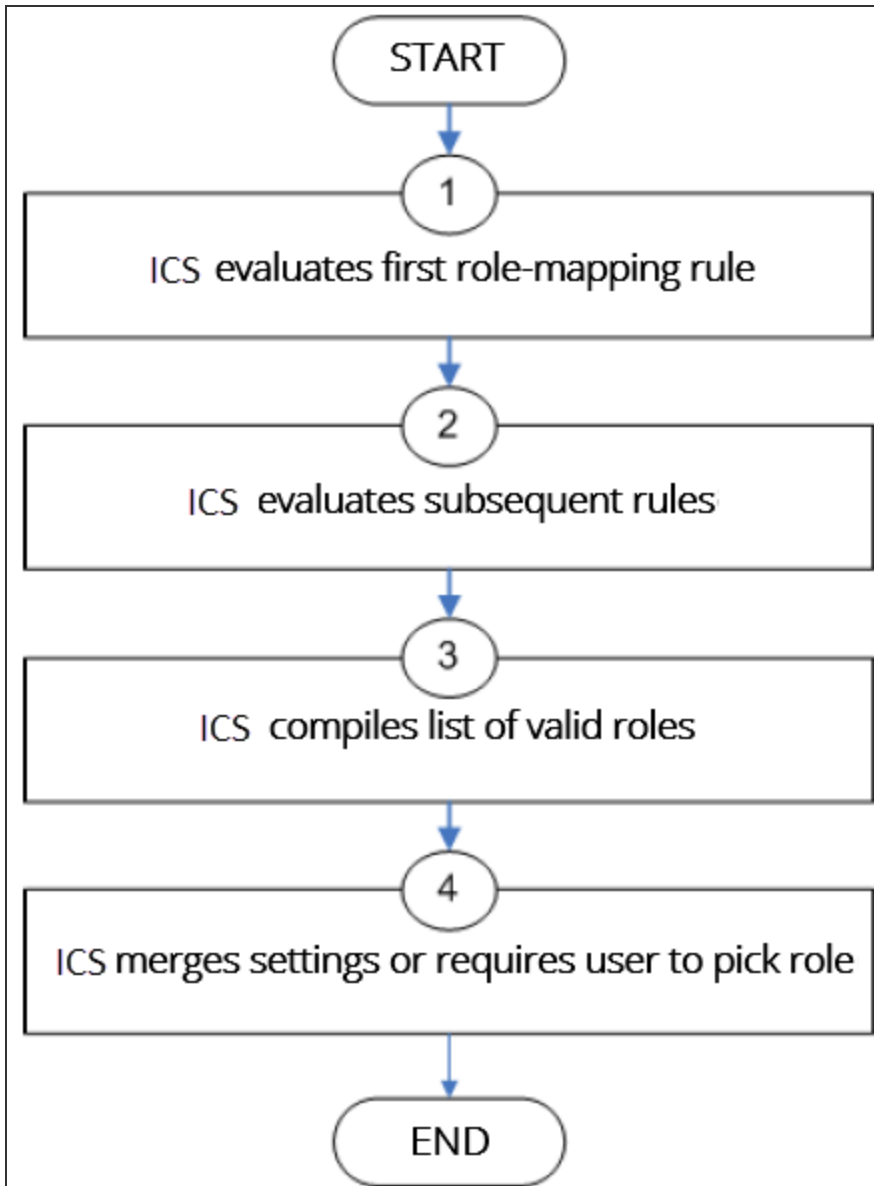 START
1
ICS evaluates first role-mapping rule
2
ICS evaluates subsequent rules
3
ICS compiles list of valid roles
4
ICS merges settings or requires user to pick role
END